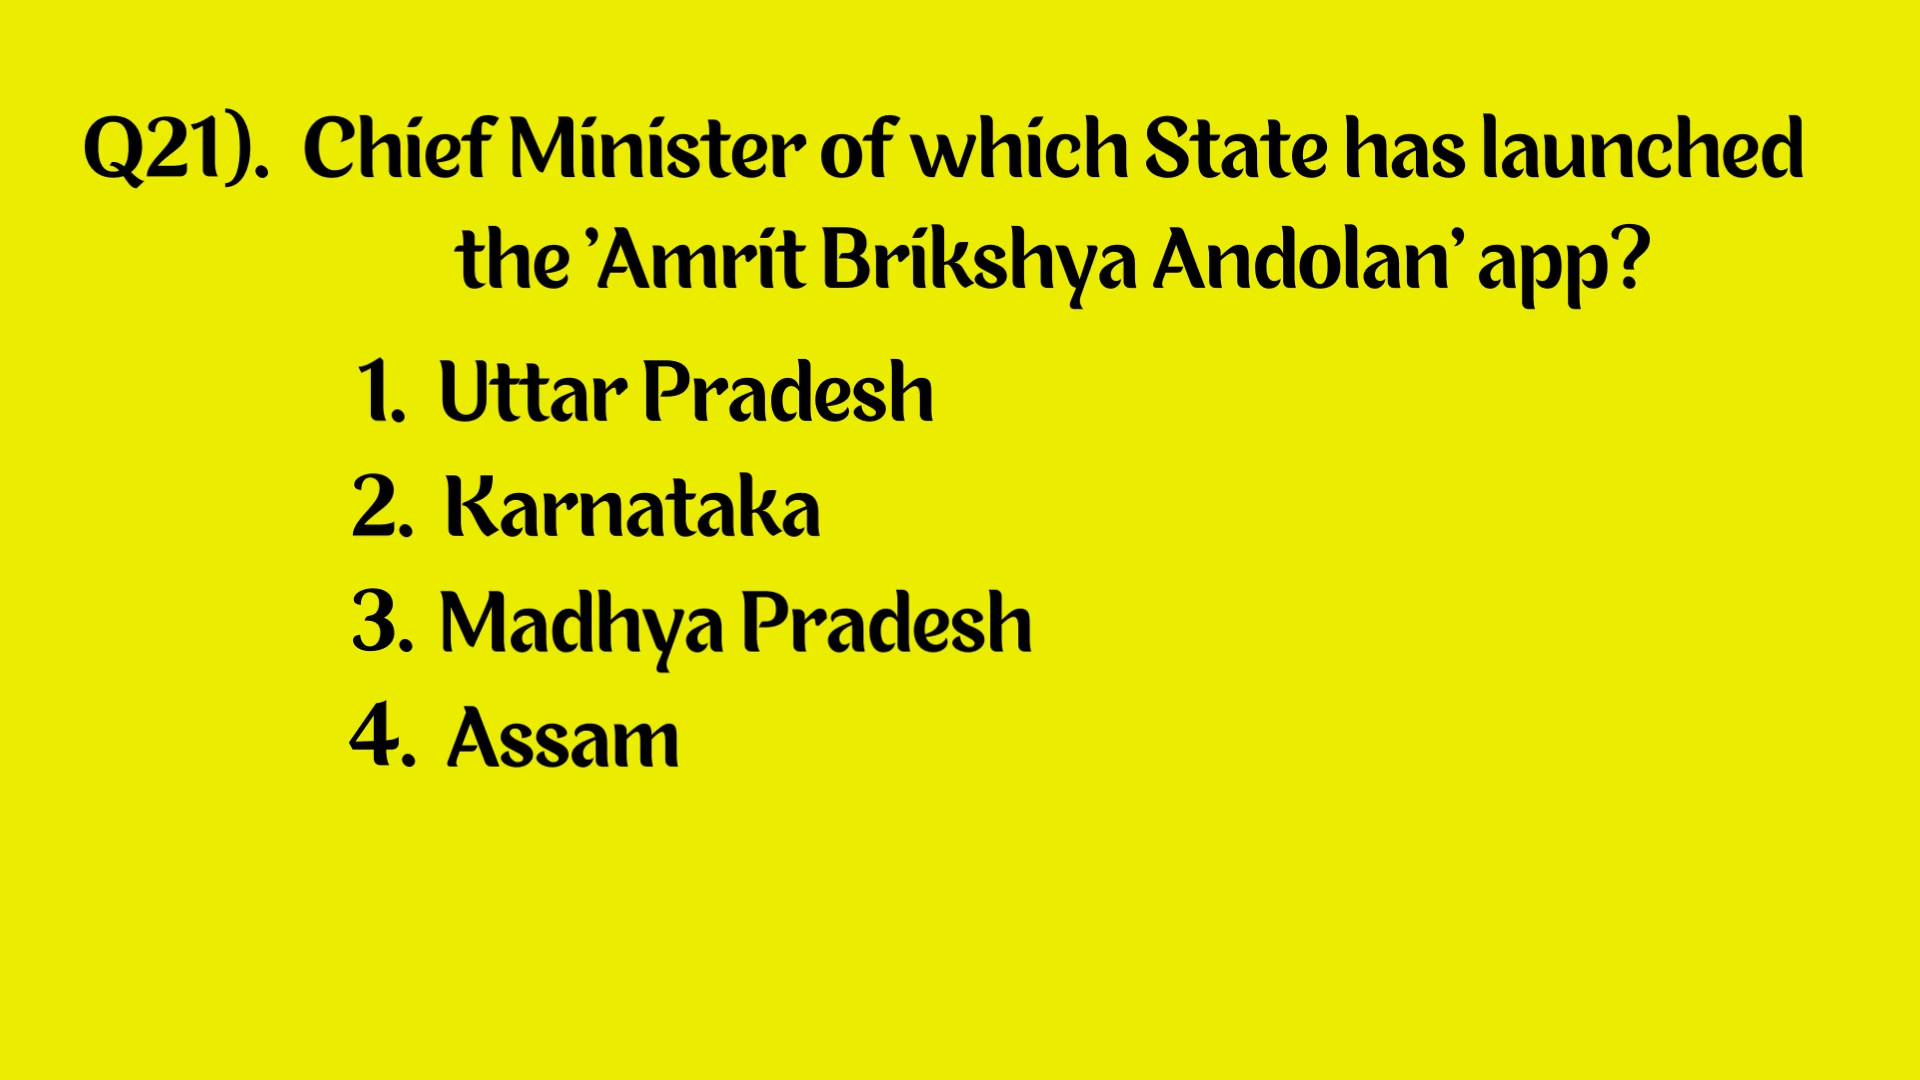 Q21). Chief Minister of which State has launched
the ’Amrit Brikshya Andolan’ app?
1. Uttar Pradesh
2. Karnataka
3. Madhya Pradesh
4. Assam